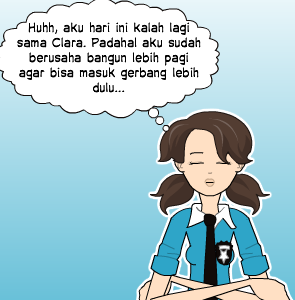 Huhh, aku hari ini kalah lagi
sama Clara. Padahal aku sudah
berusaha bangun lebih pagi
agar bisa masuk gerbang lebih
dulu...